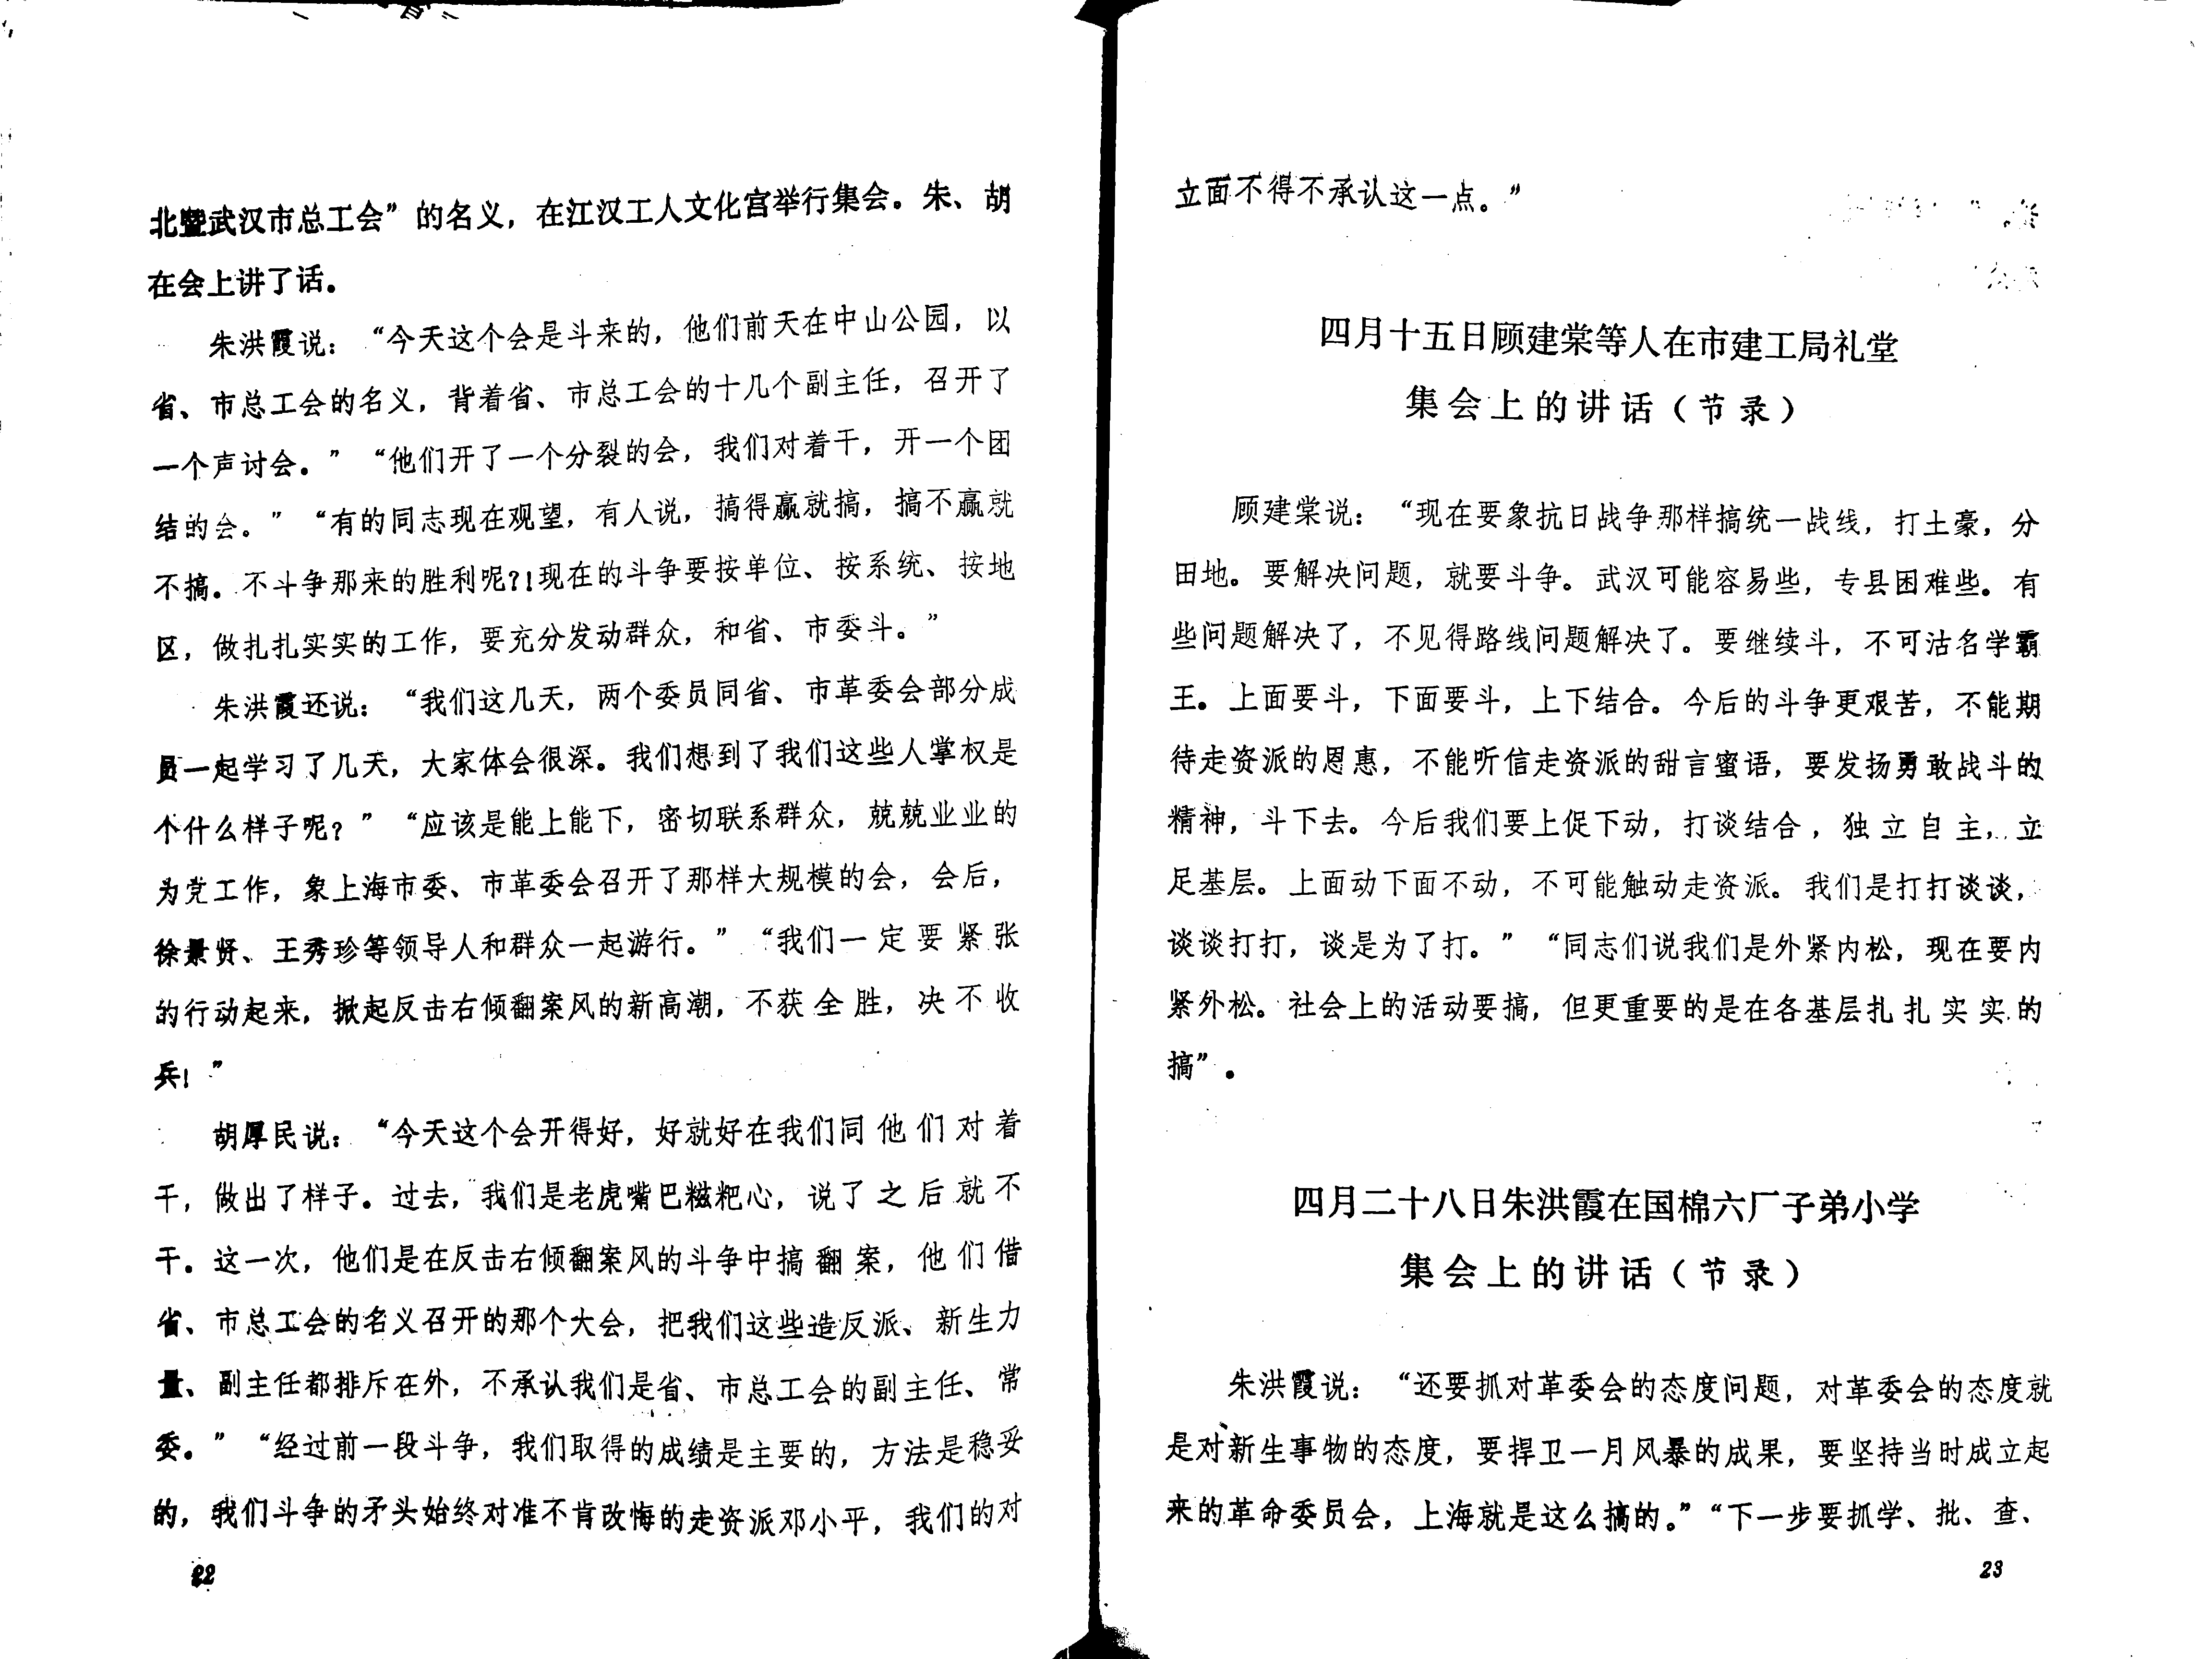 北暨武汉市总工会”的名义，在江汉工人文化宫举行集会。朱、胡
在会上讲了话。
朱洪霞说：“今天这个会是斗来的，他们前天在中山公园，以
省、市总工会的名义，背着省、市总工会的十几个副主任，召开了
一个声讨会。”“他们开了一个分裂的会，我们对着干，开一个团
结的会。”“有的同志现在观望，有人说，搞得赢就搞，搞不赢就
不搞。不斗争那来的胜利呢?!现在的斗争要按单位、按系统、按地
区，做扎扎实实的工作，要充分发动群众，和省、市委斗。”
朱洪霞还说：“我们这几天，两个委员同省、市革委会部分成
员一起学习了几天，大家体会很深。我们想到了我们这些人掌权是
个什么样子呢？”“应该是能上能下，密切联系群众，兢兢业业的
为党工作，象上海市委、市革委会召开了那样大规模的会，会后，
徐景贤、王秀珍等领导人和群众一起游行。”“我们一定要紧张
的行动起来，掀起反击右倾翻案风的新高潮，不获全胜，决不收
兵！”
胡厚民说：“今天这个会开得好，好就好在我们同他们对着
干，做出了样子。过去，我们是老虎嘴巴糍粑心，说了之后就不
干。这一次，他们是在反击右倾翻案风的斗争中搞翻案，他们借
省、市总工会的名义召开的那个大会，把我们这些造反派、新生力
量、副主任都排斥在外，不承认我们是省、市总工会的副主任、常
委。”“经过前一段斗争，我们取得的成绩是主要的，方法是稳妥
的，我们斗争的矛头始终对准不肯改悔的走资派邓小平，我们的对
22
立面不得不承认这一点。”
四月十五日顾建棠等人在市建工局礼堂
集会上的讲话（节录）
顾建棠说：“现在要象抗日战争那样搞统一战线，打土豪，分
田地。要解决问题，就要斗争。武汉可能容易些，专县困难些。有
些问题解决了，不见得路线问题解决了。要继续斗，不可沽名学霸
王。上面要斗，下面要斗，上下结合。今后的斗争更艰苦，不能期
待走资派的恩惠，不能听信走资派的甜言蜜语，要发扬勇敢战斗的
精神，斗下去。今后我们要上促下动，打谈结合，独立自主，立
足基层。上面动下面不动，不可能触动走资派。我们是打打谈谈，
谈谈打打，谈是为了打。”“同志们说我们是外紧内松，现在要内
紧外松。社会上的活动要搞，但更重要的是在各基层扎扎实实的
搞”。
四月二十八日朱洪霞在国棉六厂子弟小学
集会上的讲话（节录）
朱洪霞说：“还要抓对革委会的态度问题，对革委会的态度就
是对新生事物的态度，要捍卫一月风暴的成果，要坚持当时成立起
来的革命委员会，上海就是这么搞的。”“下一步要抓学、批、查、
23